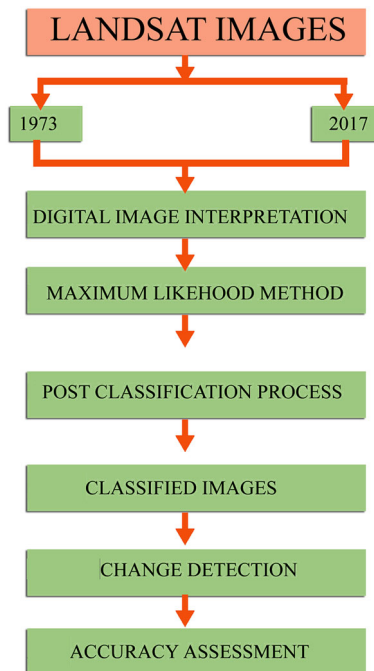 LANDSAT IMAGES
1973
2017
DIGITAL IMAGE INTERPRETATION
MAXIMUM LIKEHOOD METHOD
POST CLASSIFICATION PROCESS
CLASSIFIED IMAGES
CHANGE DETECTION
ACCURACY ASSESSMENT